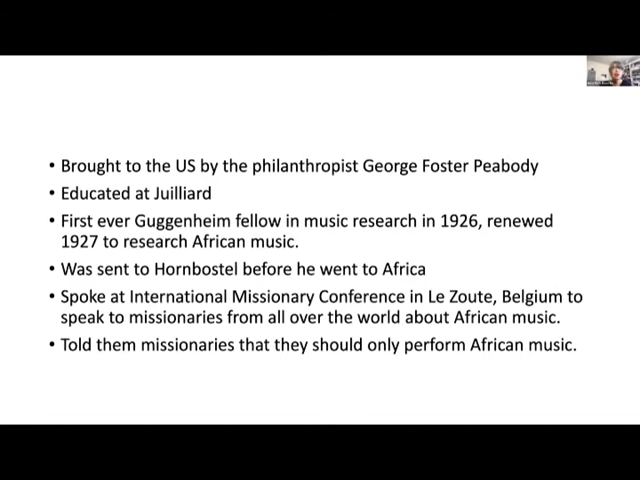 • Brought to the US by the philanthropist George Foster Peabody
• Educated at Juilliard
• First ever Guggenheim fellow in music research in 1926, renewed
1927 to research African music.
• Was sent to Hornbostel before he went to Africa
• Spoke at International Missionary Conference in Le Zoute, Belgium to
speak to missionaries from all over the world about African music.
• Told them missionaries that they should only perform African music.